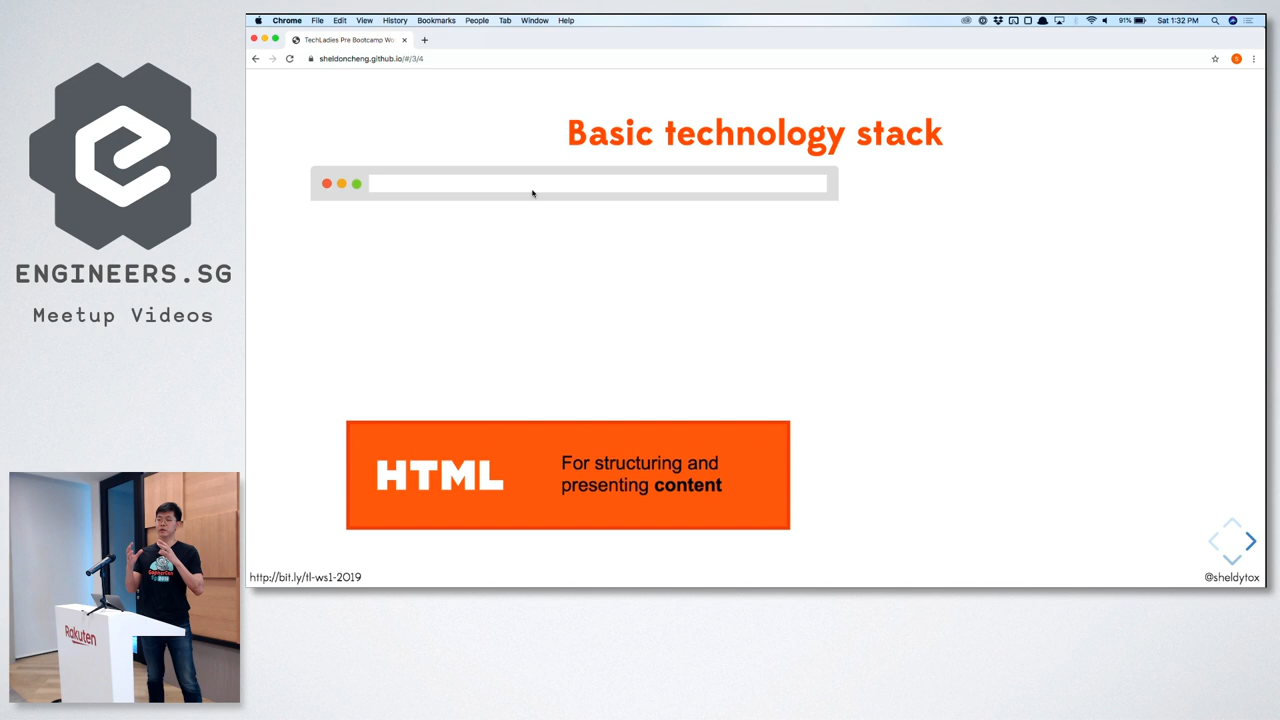 Chrome File Edit View History Bookmarks People Tab Window Help
91% Sat 1:32 PM
TechLadies Pre Bootcamp Wo
sheldoncheng.github.io/#/3/4
S
Basic technology stack
HTML
For structuring and
presenting content
http://bit.ly/tl-ws1-2019
@sheldytox
ENGINEERS.SG
Meetup Videos
Rakuten